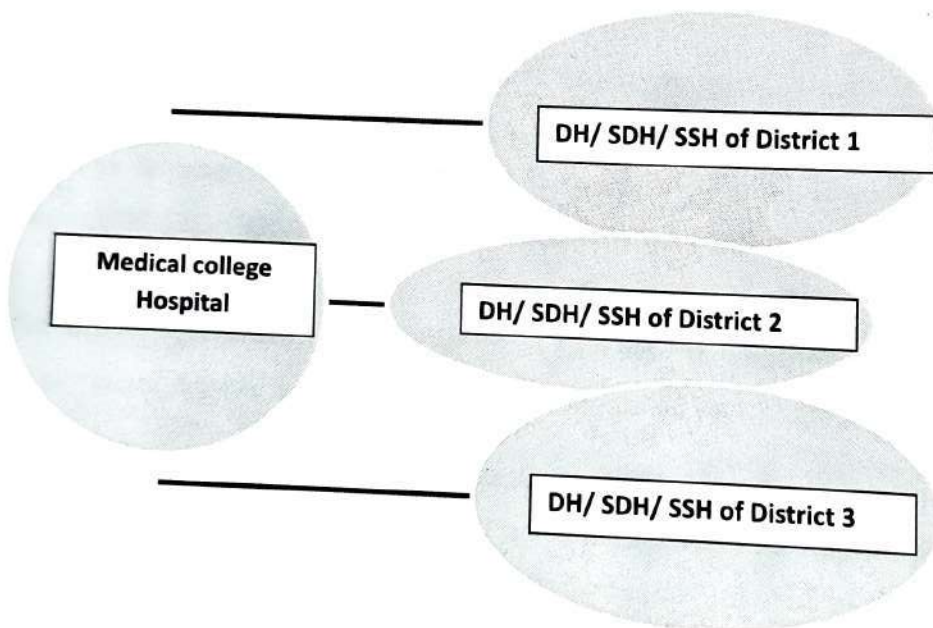 DH/ SDH/ SSH of District 1
Medical college
Hospital
DH/ SDH/ SSH of District 2
DH/ SDH/ SSH of District 3